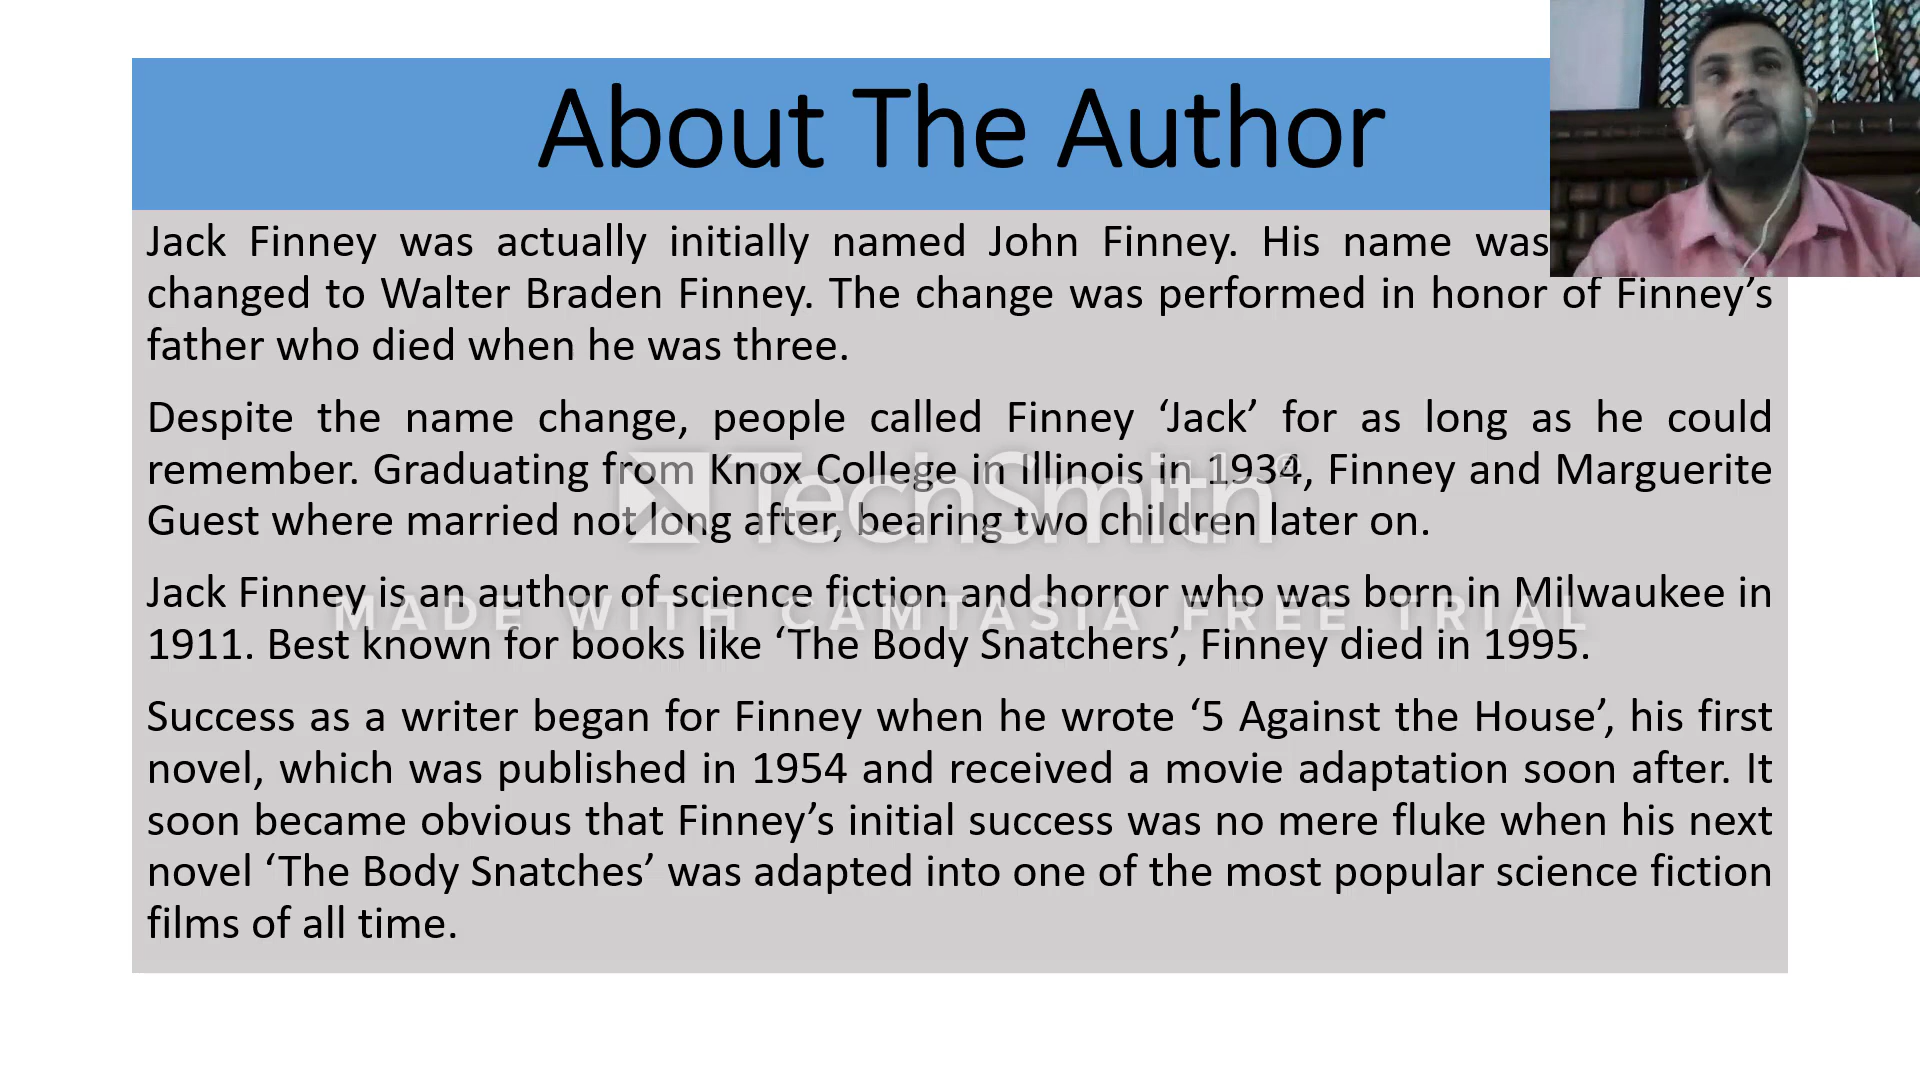 About The Author
Jack Finney was actually initially named John Finney. His name was
changed to Walter Braden Finney. The change was performed in honor of Finney’s
father who died when he was three.
Despite the name change, people called Finney ‘Jack’ for as long as he could
remember. Graduating from Knox College in Illinois in 1934, Finney and Marguerite
Guest where married not long after, bearing two children later on.
TechSmith®
Jack Finney is an author of science fiction and horror who was born in Milwaukee in
MADE WITH CAMTASIA FREE TRIAL
1911. Best known for books like ‘The Body Snatchers’, Finney died in 1995.
Success as a writer began for Finney when he wrote ‘5 Against the House’, his first
novel, which was published in 1954 and received a movie adaptation soon after. It
soon became obvious that Finney’s initial success was no mere fluke when his next
novel ‘The Body Snatches’ was adapted into one of the most popular science fiction
films of all time.